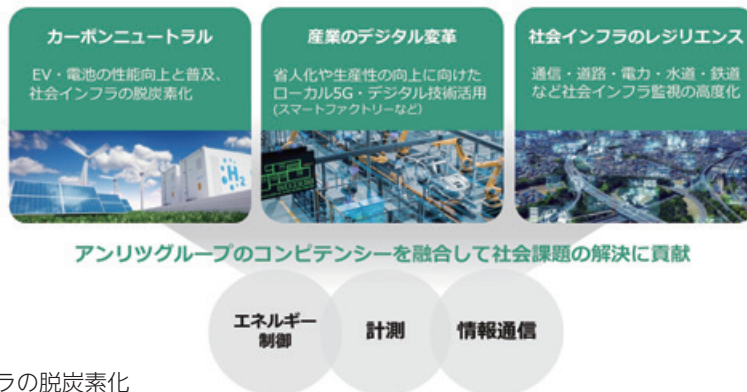 カーボンニュートラル
EV・電池の性能向上と普及、
社会インフラの脱炭素化
産業のデジタル変革
省人化や生産性の向上に向けた
ローカル5G・デジタル技術活用
(スマートファクトリーなど)
社会インフラのレジリエンス
通信・道路・電力・水道・鉄道
など社会インフラ監視の高度化
H2
アンリツグループのコンピテンシーを融合して社会課題の解決に貢献
エネルギー
制御
計測
情報通信
ラの脱炭素化